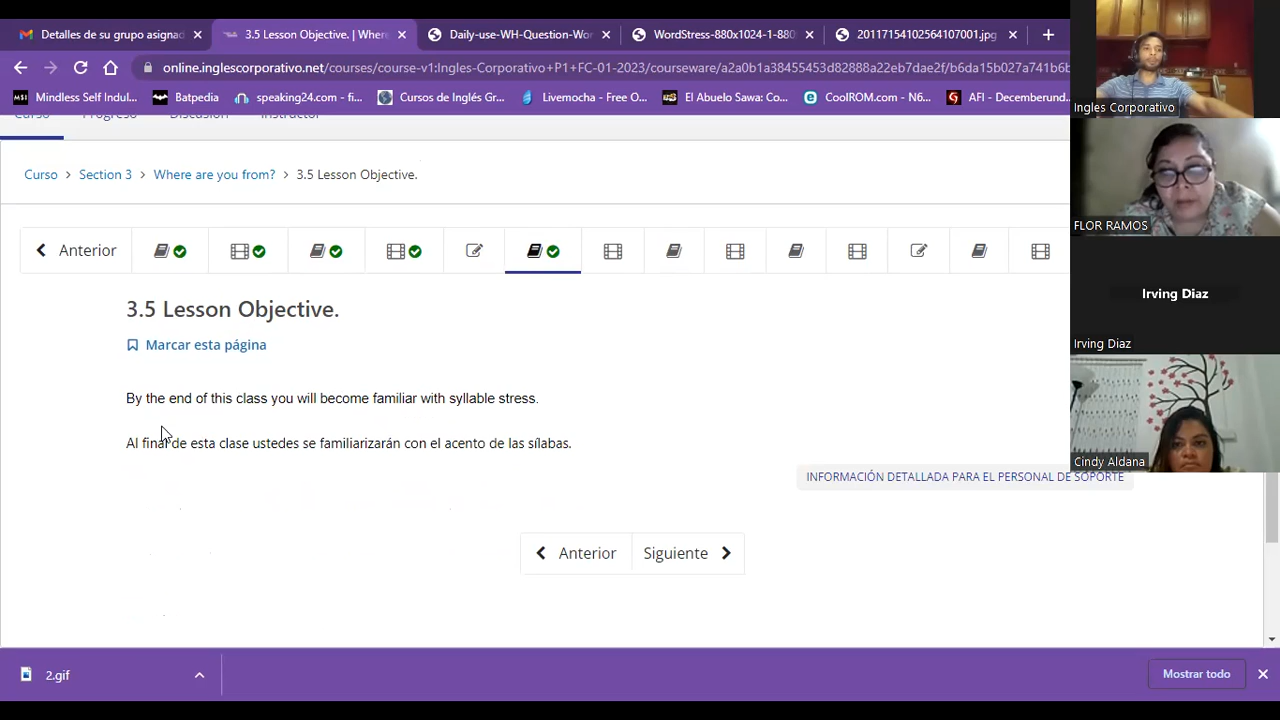 Detalles de su grupo asignad
3.5 Lesson Objective. | Where
Daily-use-WH-Question-Wo
WordStress-880x1024-1-880
20117154102564107001.jpg
online.inglescorporativo.net/courses/course-v1:Ingles-Corporativo+P1+FC-01-2023/courseware/a2a0b1a38455453d82888a22eb7dae2f/b6da15b027a741b6b
Mindless Self Indul...
Batpedia
speaking24.com - fi...
Cursos de Inglés Gr...
Livemocha - Free O...
El Abuelo Sawa: Co...
CoolROM.com - N6...
AFI - Decemberund...
Curso
Progreso
Discusión
Instructor
Curso > Section 3 > Where are you from? > 3.5 Lesson Objective.
Anterior
3.5 Lesson Objective.
Marcar esta página
By the end of this class you will become familiar with syllable stress.
Al final de esta clase ustedes se familiarizarán con el acento de las sílabas.
INFORMACIÓN DETALLADA PARA EL PERSONAL DE SOPORTE
Anterior
Siguiente
2.gif
Mostrar todo
Ingles Corporativo
FLOR RAMOS
Irving Diaz
Irving Diaz
Cindy Aldana